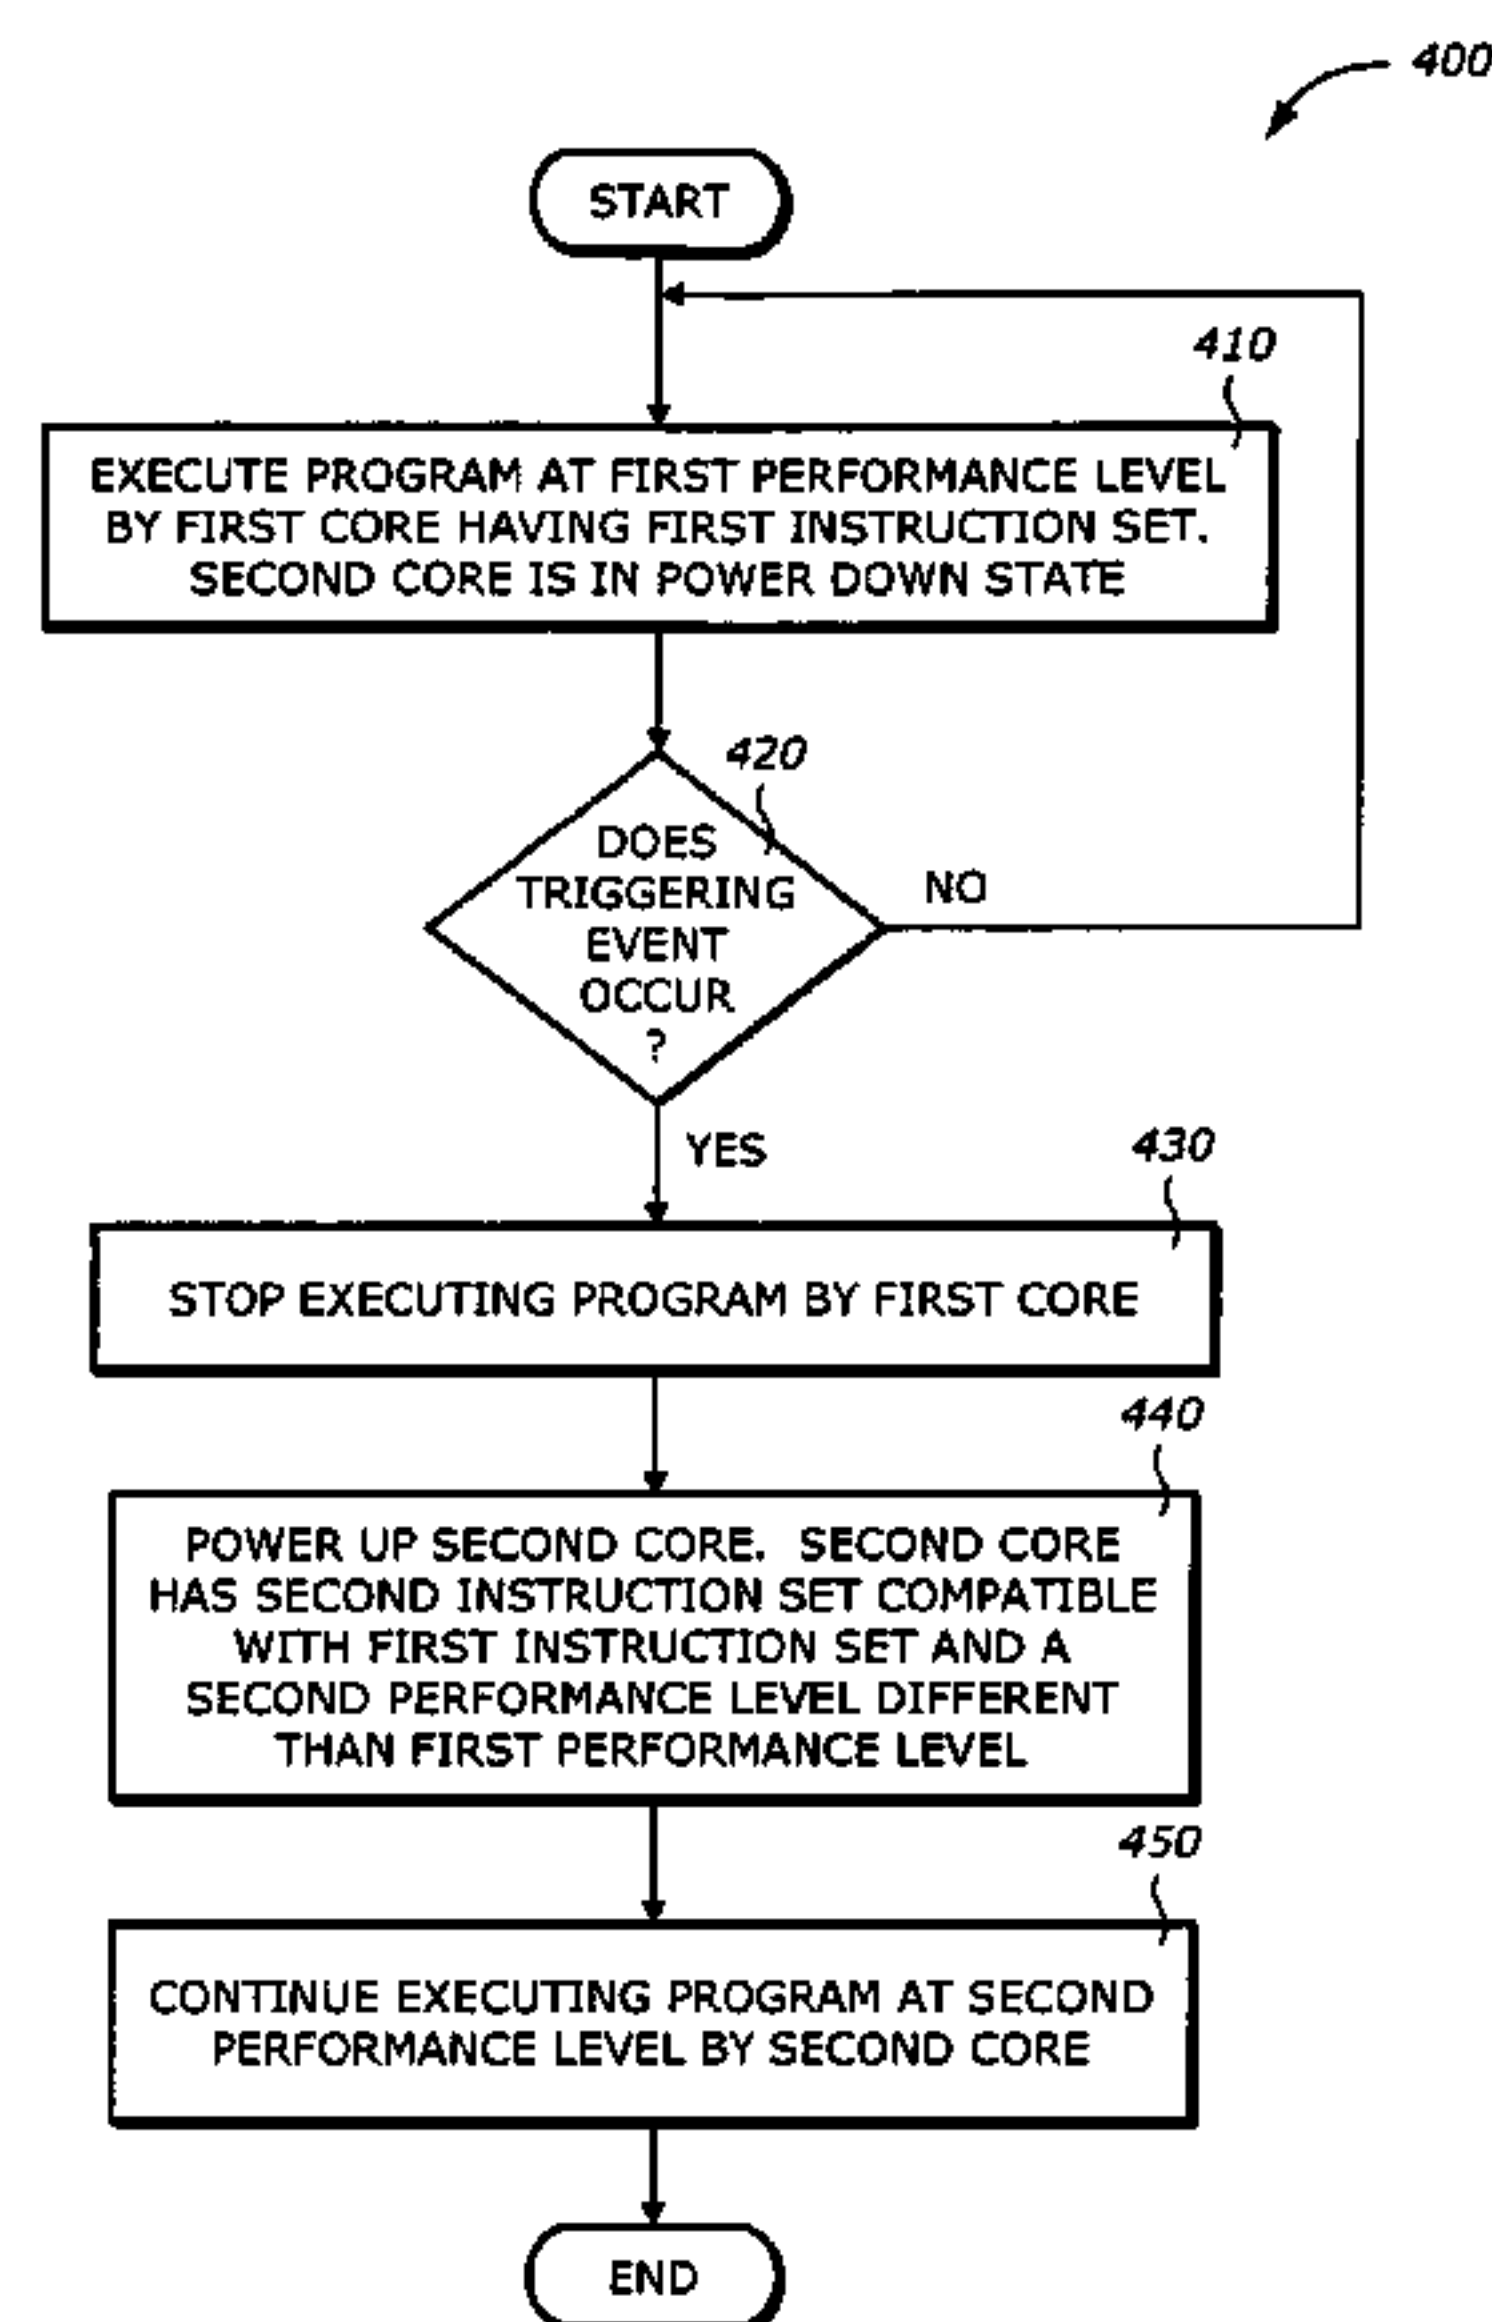 400
START
410
EXECUTE PROGRAM AT FIRST PERFORMANCE LEVEL
BY FIRST CORE HAVING FIRST INSTRUCTION SET.
SECOND CORE IS IN POWER DOWN STATE
420
DOES
TRIGGERING
EVENT
OCCUR
?
NO
YES
430
STOP EXECUTING PROGRAM BY FIRST CORE
440
POWER UP SECOND CORE. SECOND CORE
HAS SECOND INSTRUCTION SET COMPATIBLE
WITH FIRST INSTRUCTION SET AND A
SECOND PERFORMANCE LEVEL DIFFERENT
THAN FIRST PERFORMANCE LEVEL
450
CONTINUE EXECUTING PROGRAM AT SECOND
PERFORMANCE LEVEL BY SECOND CORE
END